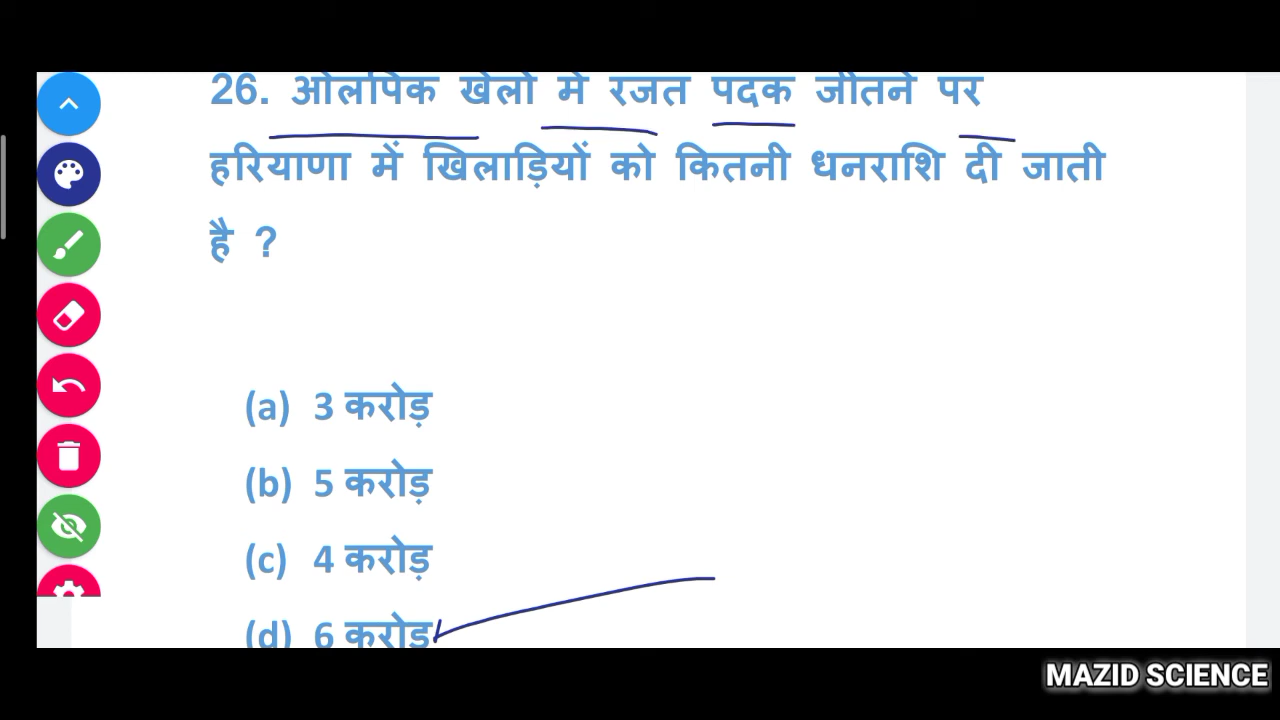 26. ओलंपिक खेलों में रजत पदक जीतने पर
हरियाणा में खिलाड़ियों को कितनी धनराशि दी जाती
है ?
(a) 3 करोड़
(b) 5 करोड़
(c) 4 करोड़
(d) 6 करोड़
MAZID SCIENCE